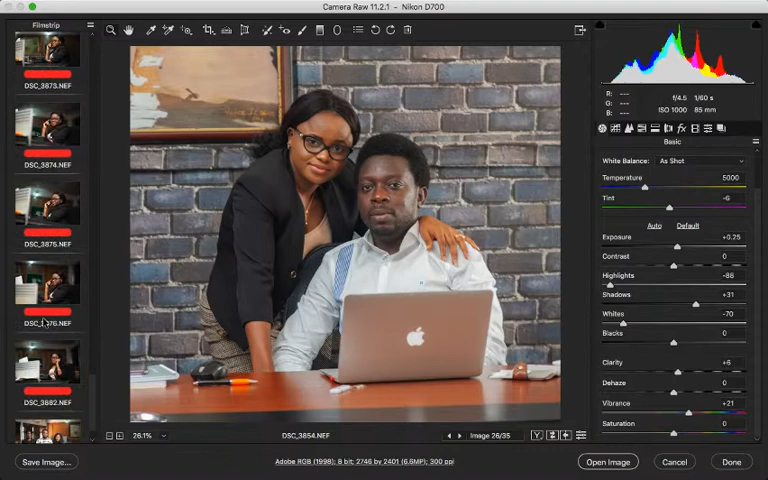 Camera Raw 11.2.1 - Nikon D700
Filmstrip
DSC_3873.NEF
DSC_3874.NEF
DSC_3875.NEF
DSC_3882.NEF
R: ---
G: ---
B: ---
f/4.5 1/60 s
ISO 1000 85 mm
fx
Basic
White Balance: As Shot
Temperature 5000
Tint -6
Auto Default
Exposure +0.25
Contrast 0
Highlights -88
Shadows +31
Whites -70
Blacks 0
Clarity +6
Dehaze 0
Vibrance +21
Saturation 0
26.1% DSC_3854.NEF Image 26/35 Y
Save Image... Adobe RGB (1998); 8 bit; 2746 by 2401 (6.6MP); 300 ppi Open Image Cancel Done